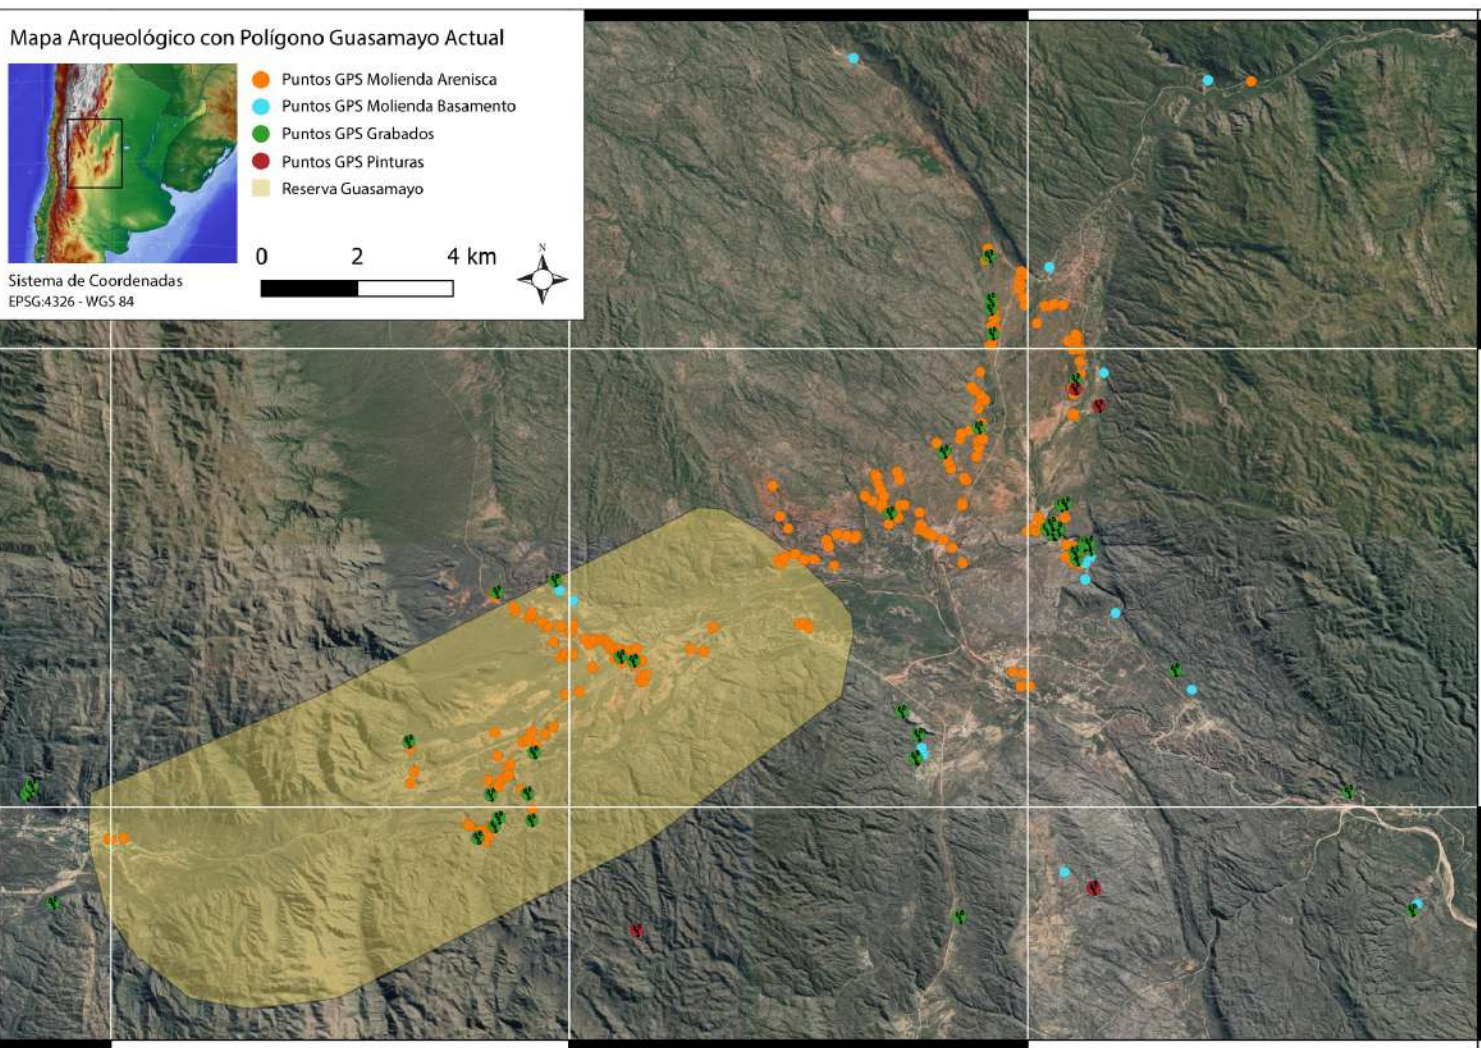 Mapa Arqueológico con Polígono Guasamayo Actual
Puntos GPS Molienda Arenisca
Puntos GPS Molienda Basamento
Puntos GPS Grabados
Puntos GPS Pinturas
Reserva Guasamayo
0 2 4 km
N
Sistema de Coordenadas
EPSG:4326 - WGS 84